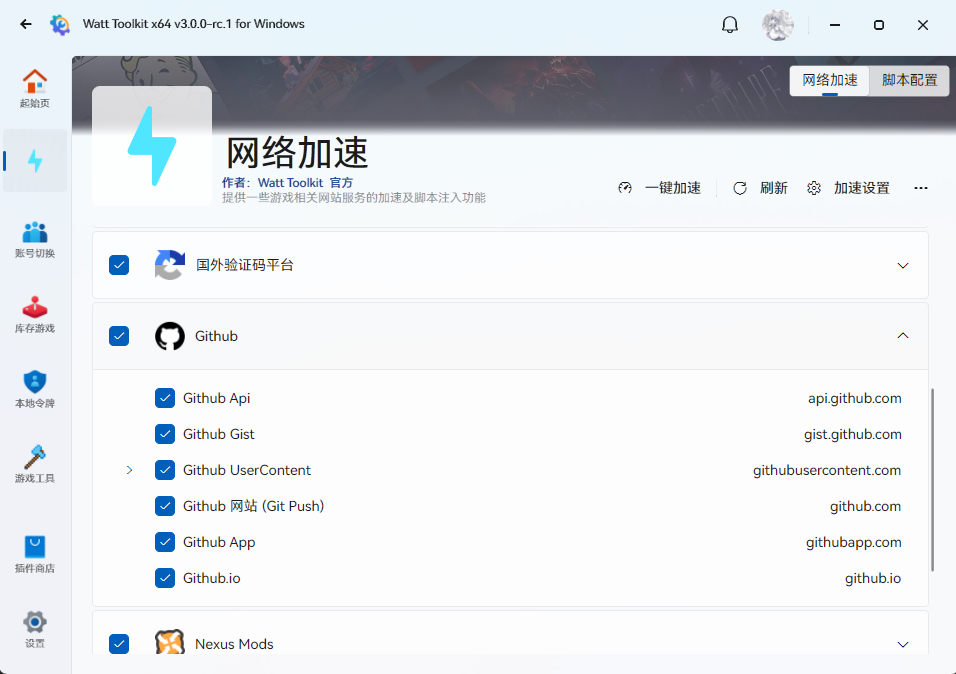 Watt Toolkit x64 v3.0.0-rc.1 for Windows
网络加速 脚本配置
起始页
网络加速
作者: Watt Toolkit 官方
提供一些游戏相关网站服务的加速及脚本注入功能
一键加速 刷新 加速设置
账号切换
库存游戏
本地令牌
游戏工具
插件商店
设置
国外验证码平台
Github
Github Api api.github.com
Github Gist gist.github.com
Github UserContent githubusercontent.com
Github 网站 (Git Push) github.com
Github App githubapp.com
Github.io github.io
Nexus Mods